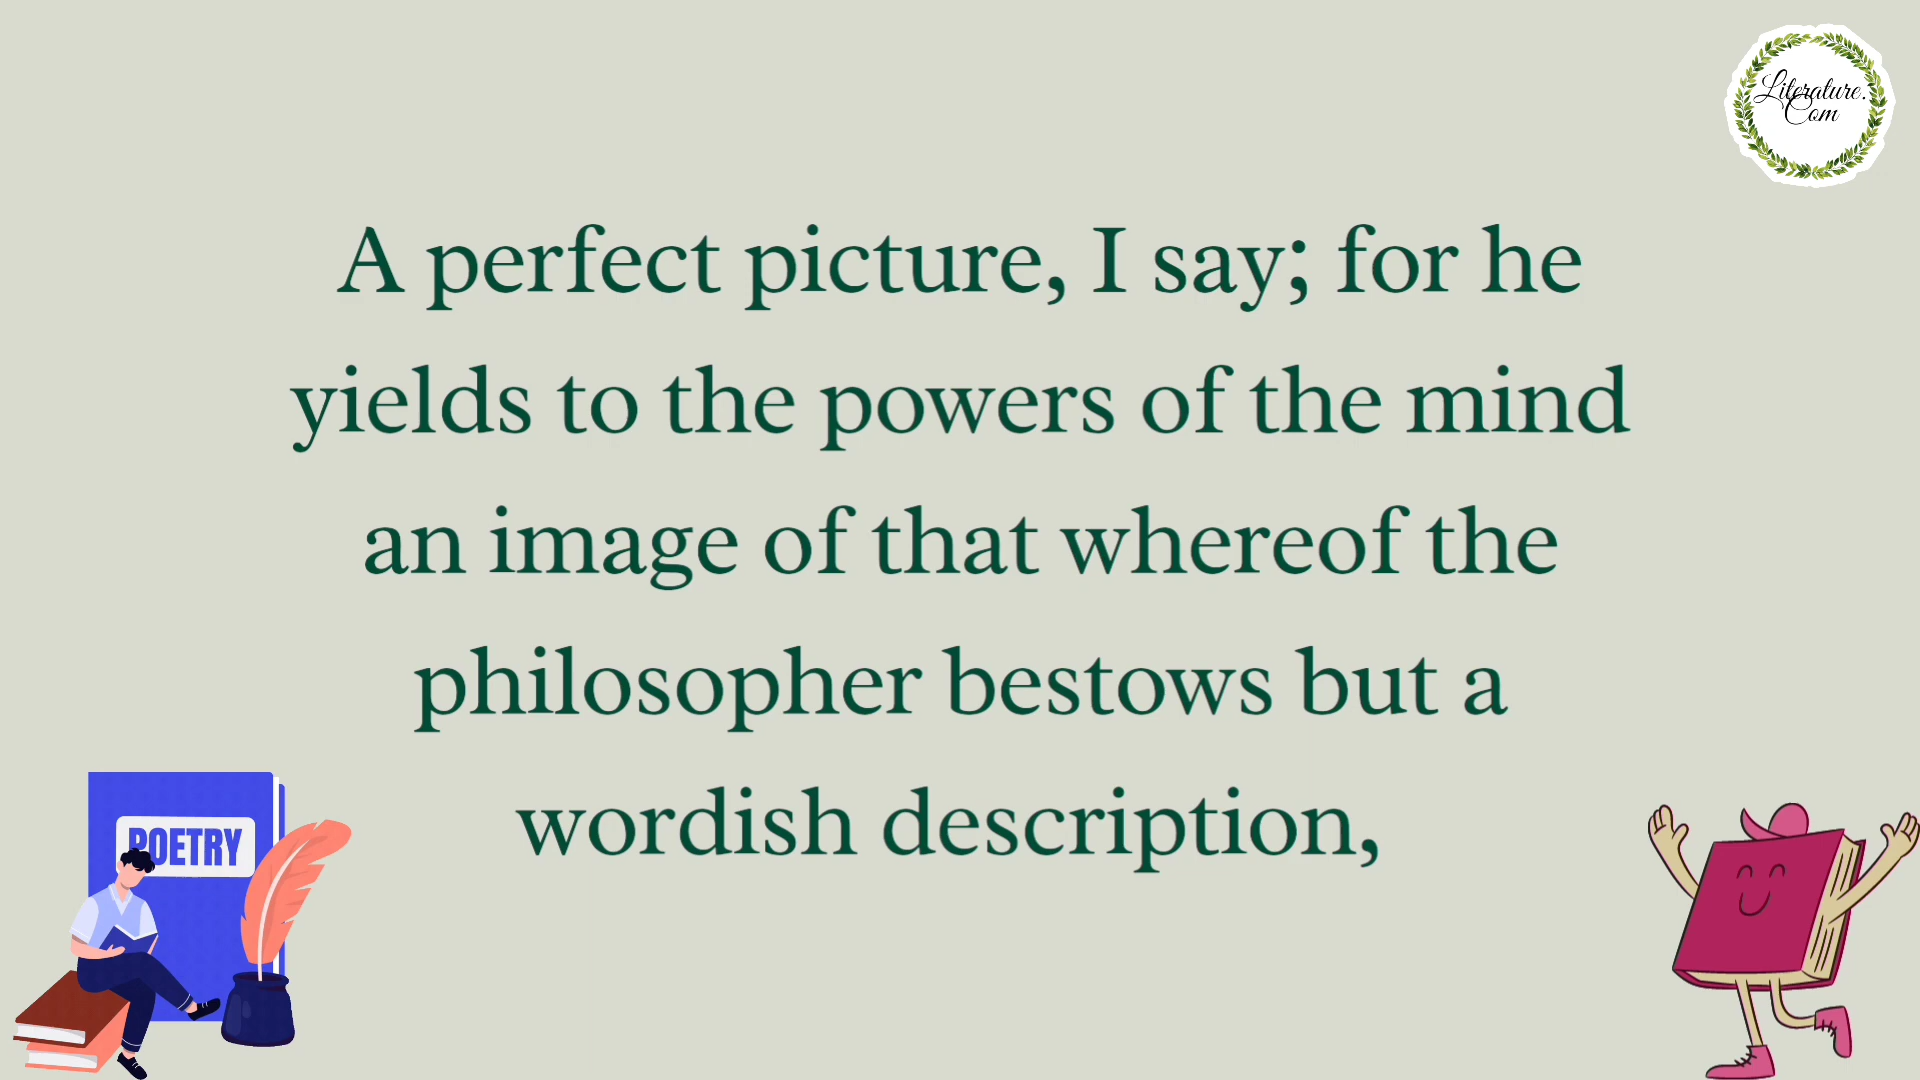 Literature.
Com
A perfect picture, I say; for he
yields to the powers of the mind
an image of that whereof the
philosopher bestows but a
wordish description,
POETRY